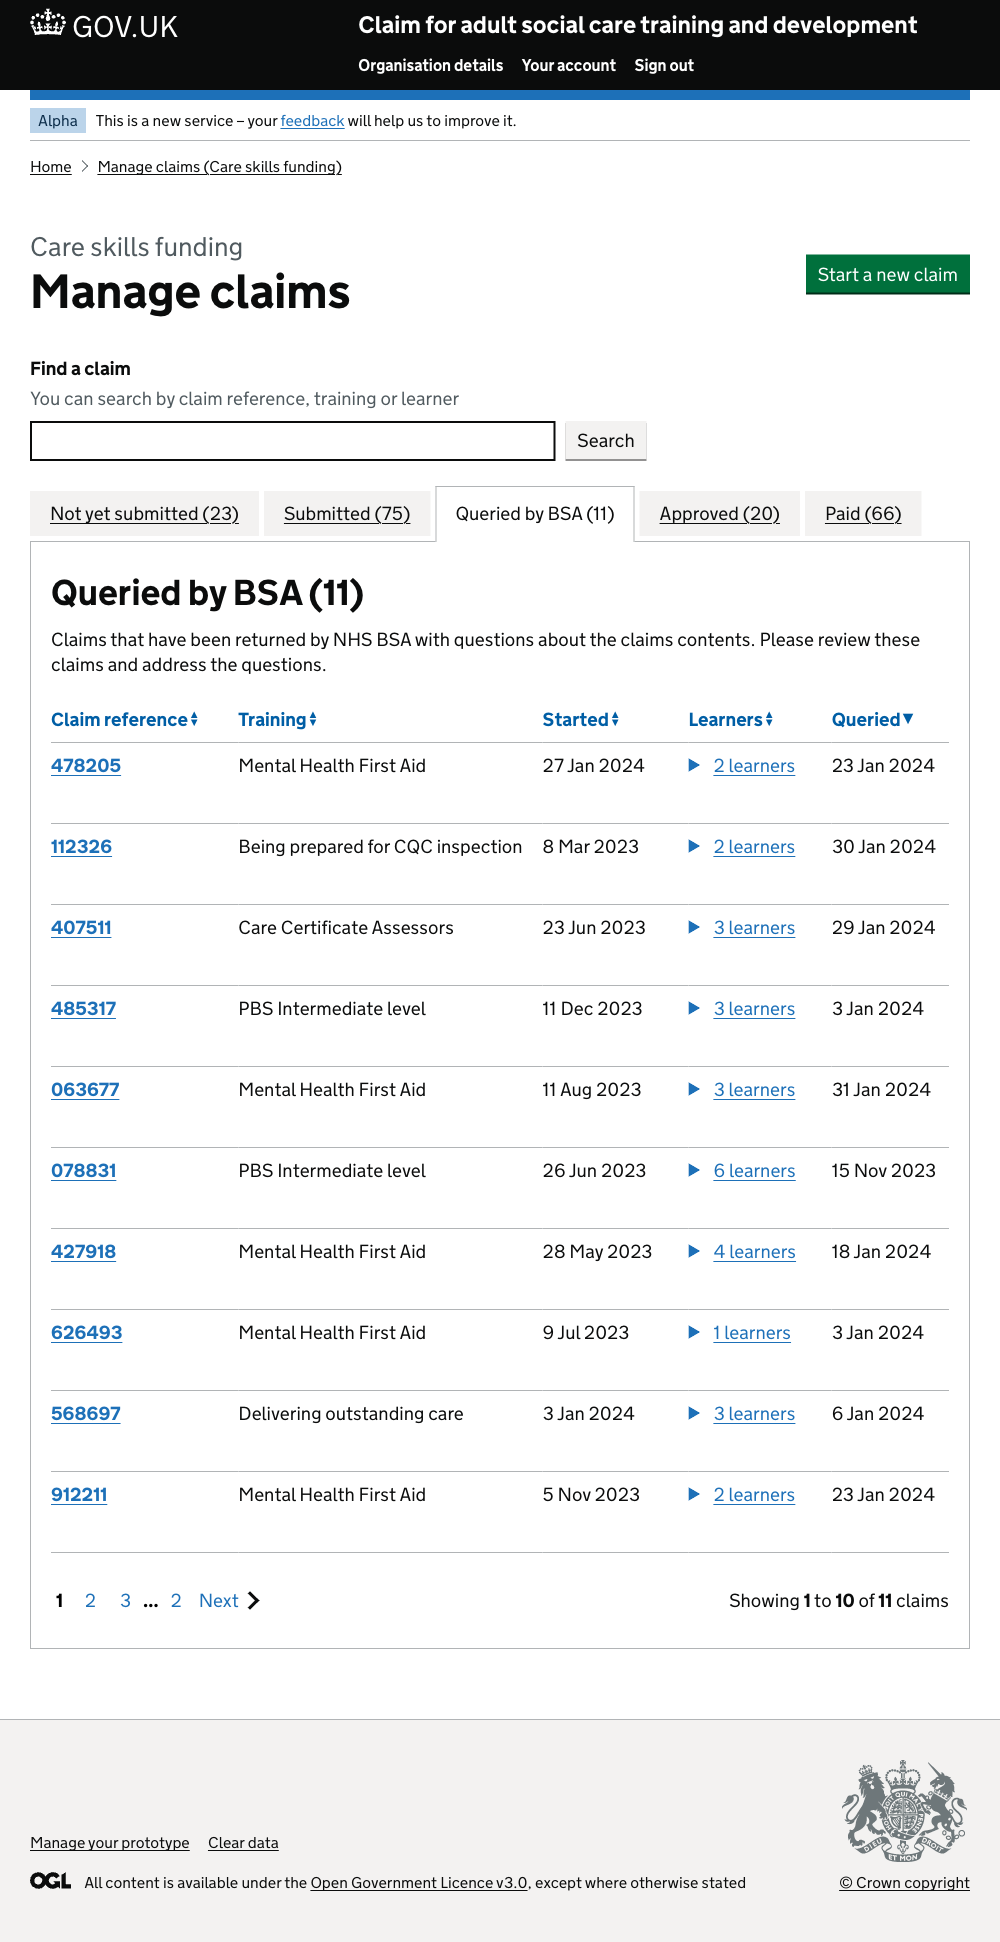 GOV.UK
Claim for adult social care training and development
Organisation details Your account Sign out
Alpha This is a new service – your feedback will help us to improve it.
Home Manage claims (Care skills funding)
Care skills funding
Manage claims
Start a new claim
Find a claim
You can search by claim reference, training or learner
Search
Not yet submitted (23) Submitted (75) Queried by BSA (11) Approved (20) Paid (66)
Queried by BSA (11)
Claims that have been returned by NHS BSA with questions about the claims contents. Please review these
claims and address the questions.
Claim reference Training Started Learners Queried
478205 Mental Health First Aid 27 Jan 2024 2 learners 23 Jan 2024
112326 Being prepared for CQC inspection 8 Mar 2023 2 learners 30 Jan 2024
407511 Care Certificate Assessors 23 Jun 2023 3 learners 29 Jan 2024
485317 PBS Intermediate level 11 Dec 2023 3 learners 3 Jan 2024
063677 Mental Health First Aid 11 Aug 2023 3 learners 31 Jan 2024
078831 PBS Intermediate level 26 Jun 2023 6 learners 15 Nov 2023
427918 Mental Health First Aid 28 May 2023 4 learners 18 Jan 2024
626493 Mental Health First Aid 9 Jul 2023 1 learners 3 Jan 2024
568697 Delivering outstanding care 3 Jan 2024 3 learners 6 Jan 2024
912211 Mental Health First Aid 5 Nov 2023 2 learners 23 Jan 2024
1 2 3 ... 2 Next Showing 1 to 10 of 11 claims
DIEU ET MON DROIT
Manage your prototype Clear data
OGL All content is available under the Open Government Licence v3.0, except where otherwise stated
© Crown copyright